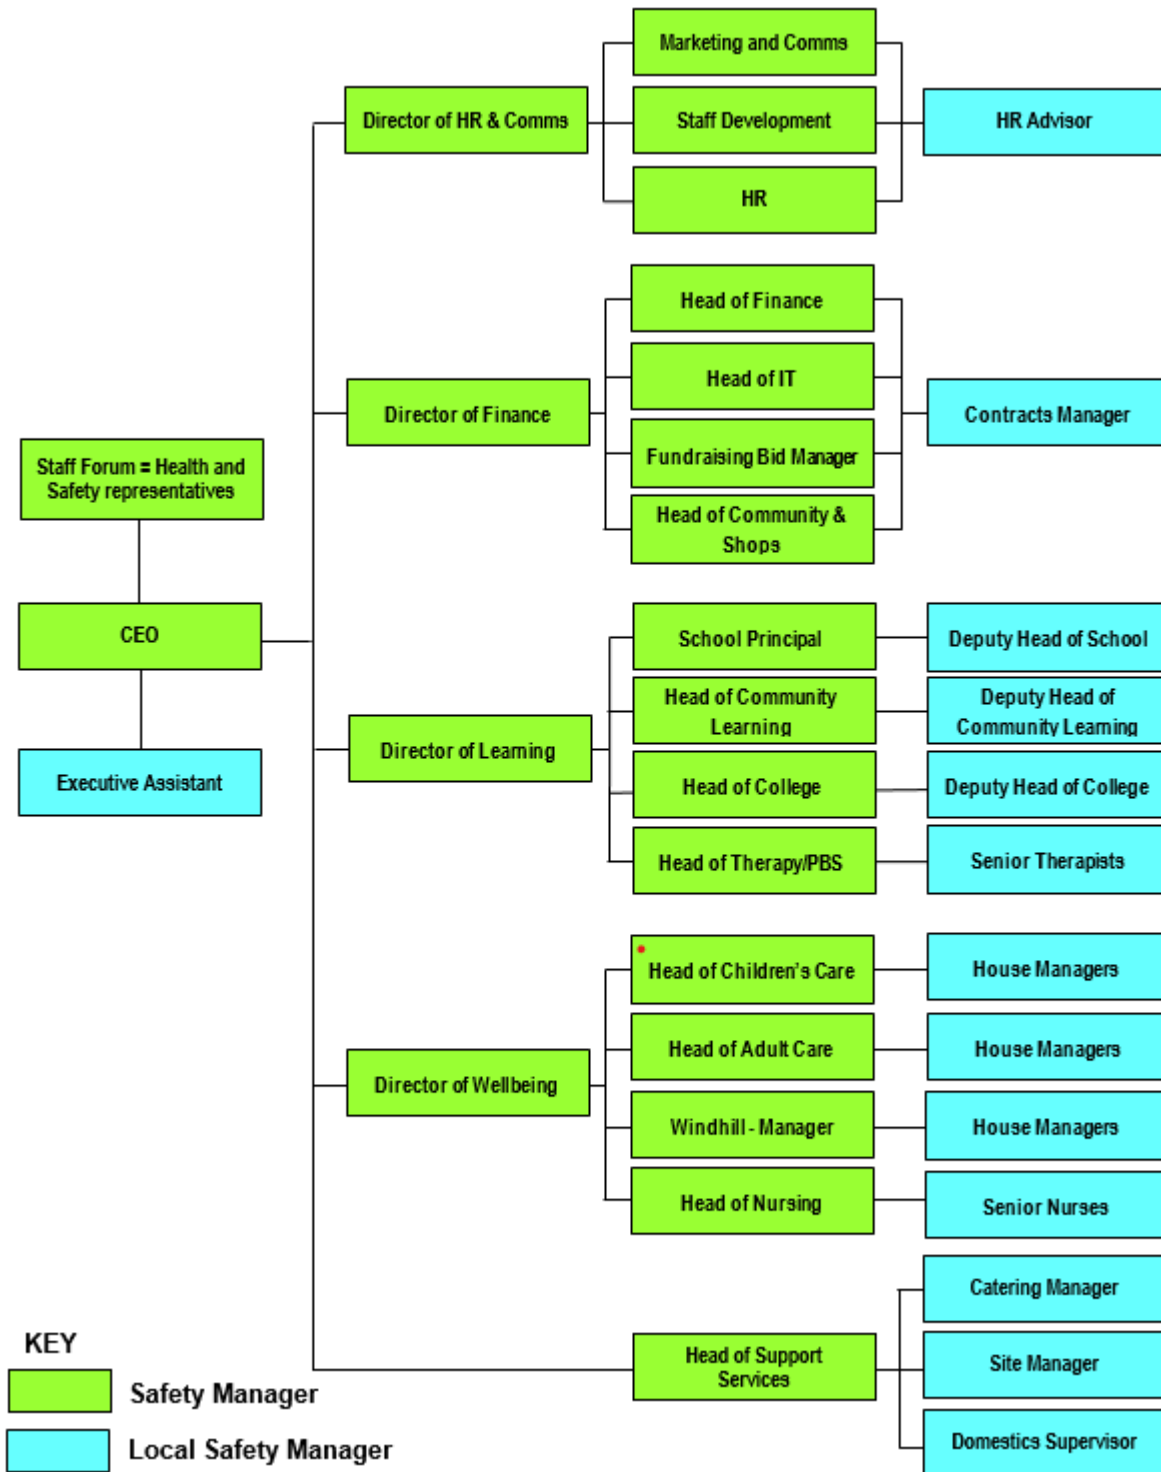 Marketing and Comms
Director of HR & Comms
Staff Development
HR Advisor
HR
Head of Finance
Head of IT
Director of Finance
Contracts Manager
Fundraising Bid Manager
Head of Community &
Shops
Staff Forum = Health and
Safety representatives
CEO
Executive Assistant
School Principal
Deputy Head of School
Head of Community
Learning
Deputy Head of
Community Learning
Director of Learning
Head of College
Deputy Head of College
Head of Therapy/PBS
Senior Therapists
Head of Children's Care
House Managers
Head of Adult Care
House Managers
Director of Wellbeing
Windhill - Manager
House Managers
Head of Nursing
Senior Nurses
Catering Manager
Head of Support
Services
Site Manager
Domestics Supervisor
KEY
Safety Manager
Local Safety Manager